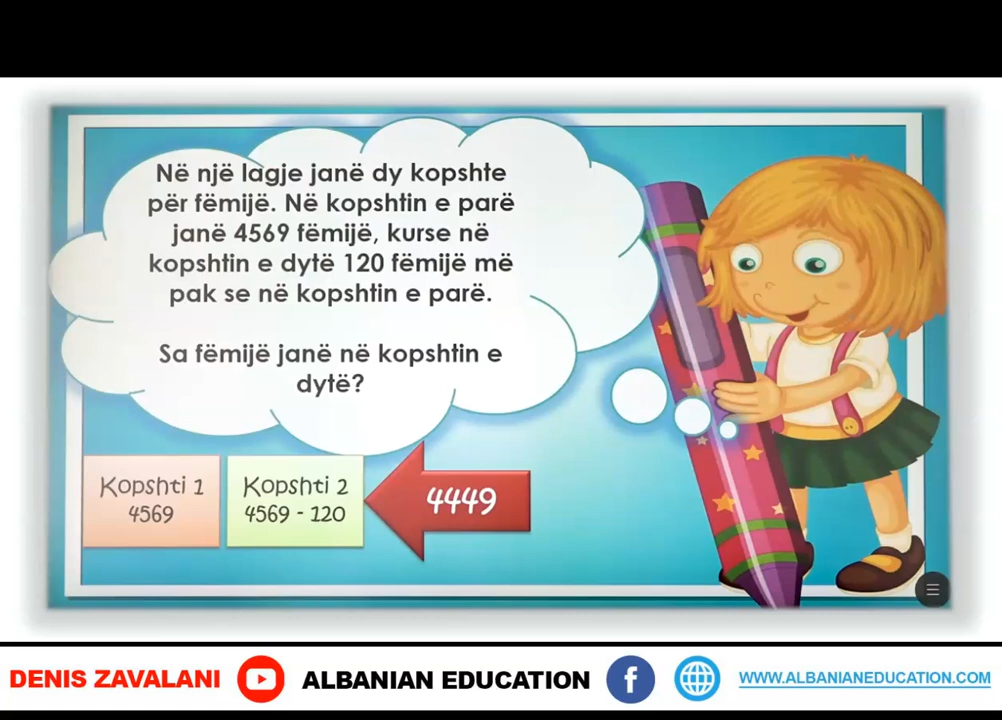 Në një lagje janë dy kopshte
për fëmijë. Në kopshtin e parë
janë 4569 fëmijë, kurse në
kopshtin e dytë 120 fëmijë më
pak se në kopshtin e parë.
Sa fëmijë janë në kopshtin e
dytë?
Kopshti 1
4569
Kopshti 2
4569 - 120
4449
DENIS ZAVALANI
ALBANIAN EDUCATION
f
WWW.ALBANIANEDUCATION.COM